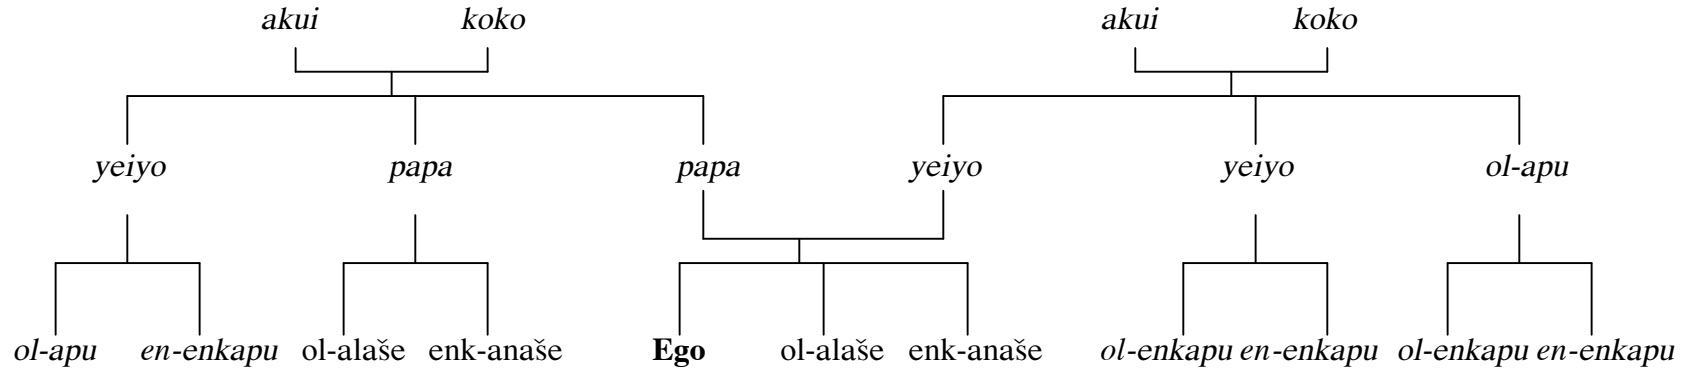 akui koko akui koko
yeiyo papa papa yeiyo yeiyo ol-apu
ol-apu en-enkapu ol-alaše enk-anaše Ego ol-alaše enk-anaše ol-enkapu en-enkapu ol-enkapu en-enkapu